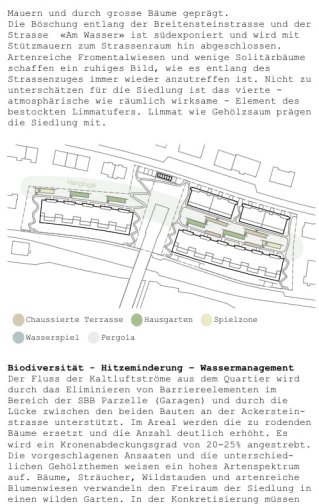 Mauern und durch grosse Bäume geprägt.
Die Böschung entlang der Breitensteinstrasse und der
Strasse «Am Wasser» ist südexponiert und wird mit
Stützmauern zum Strassenraum hin abgeschlossen.
Artenreiche Fromentalwiesen und wenige Solitärbäume
schaffen ein ruhiges Bild, wie es entlang des
Strassenzuges immer wieder anzutreffen ist. Nicht zu
unterschätzen für die Siedlung ist das vierte -
atmosphärische wie räumlich wirksame - Element des
bestockten Limmatufers. Limmat wie Gehölzsaum prägen
die Siedlung mit.
Chaussierte Terrasse Hausgarten Spielzone
Wasserspiel Pergola
Biodiversität - Hitzeminderung - Wassermanagement
Der Fluss der Kaltluftströme aus dem Quartier wird
durch das Eliminieren von Barriereelementen im
Bereich der SBB Parzelle (Garagen) und durch die
Lücke zwischen den beiden Bauten an der Ackerstein-
strasse unterstützt. Im Areal werden die zu rodenden
Bäume ersetzt und die Anzahl deutlich erhöht. Es
wird ein Kronenabdeckungsgrad von 20-25% angestrebt.
Die vorgeschlagenen Ansaaten und die unterschied-
lichen Gehölzthemen weisen ein hohes Artenspektrum
auf. Bäume, Sträucher, Wildstauden und artenreiche
Blumenwiesen verwandeln den Freiraum der Siedlung in
einen wilden Garten. In der Konkretisierung müssen